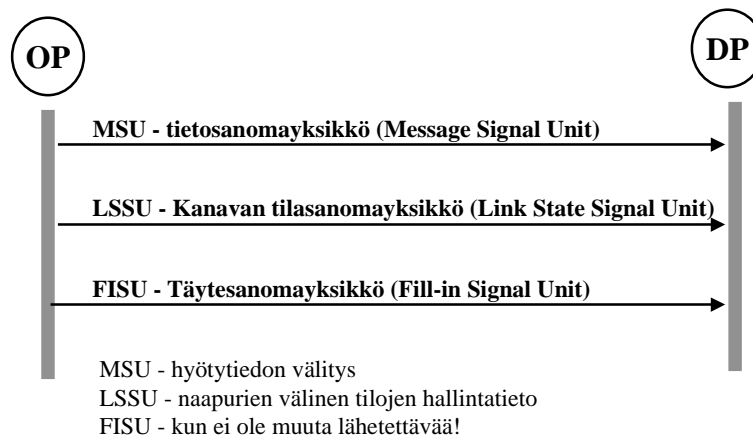 OP
DP
MSU - tietosanomayksikkö (Message Signal Unit)
LSSU - Kanavan tilasanomayksikkö (Link State Signal Unit)
FISU - Täytesanomayksikkö (Fill-in Signal Unit)
MSU - hyötytiedon välitys
LSSU - naapurien välinen tilojen hallintatieto
FISU - kun ei ole muuta lähetettävää!